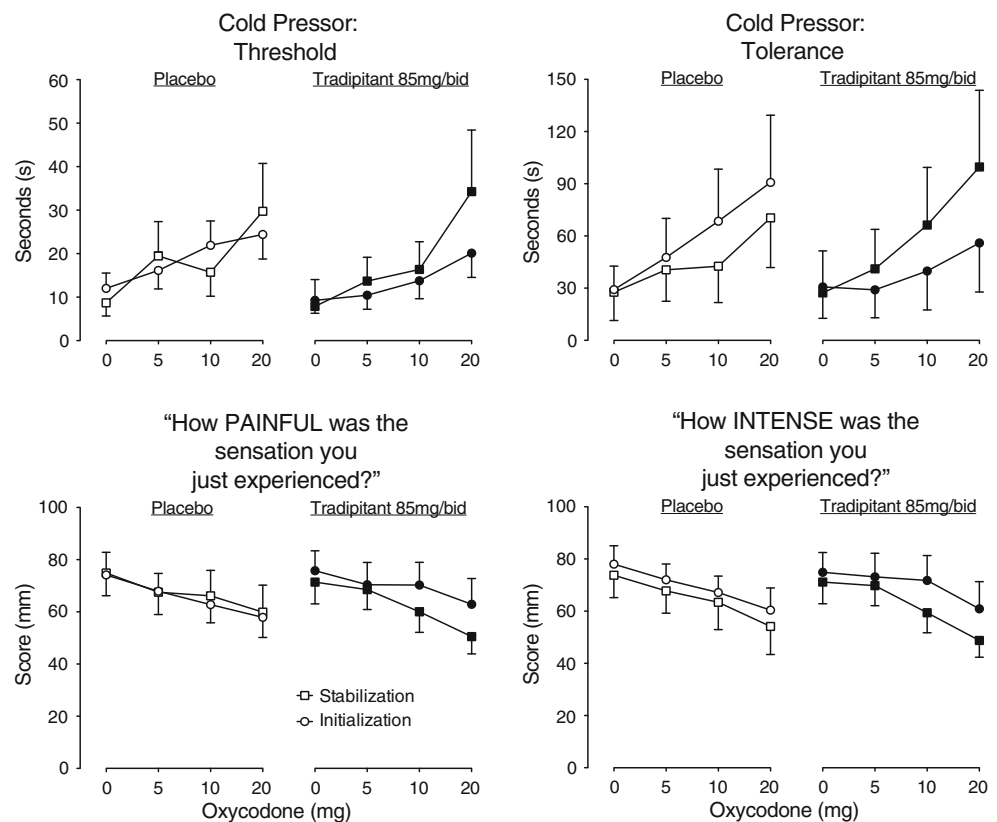 Cold Pressor:
Threshold
Placebo
Tradipitant 85mg/bid
Seconds (s)
60
50
40
30
20
10
0
0 5 10 20
0 5 10 20
Cold Pressor:
Tolerance
Placebo
Tradipitant 85mg/bid
Seconds (s)
150
120
90
60
30
0
0 5 10 20
0 5 10 20
“How PAINFUL was the
sensation you
just experienced?”
Placebo
Tradipitant 85mg/bid
Score (mm)
100
80
60
40
20
0
Stabilization
Initialization
0 5 10 20
0 5 10 20
Oxycodone (mg)
“How INTENSE was the
sensation you
just experienced?”
Placebo
Tradipitant 85mg/bid
Score (mm)
100
80
60
40
20
0
0 5 10 20
0 5 10 20
Oxycodone (mg)